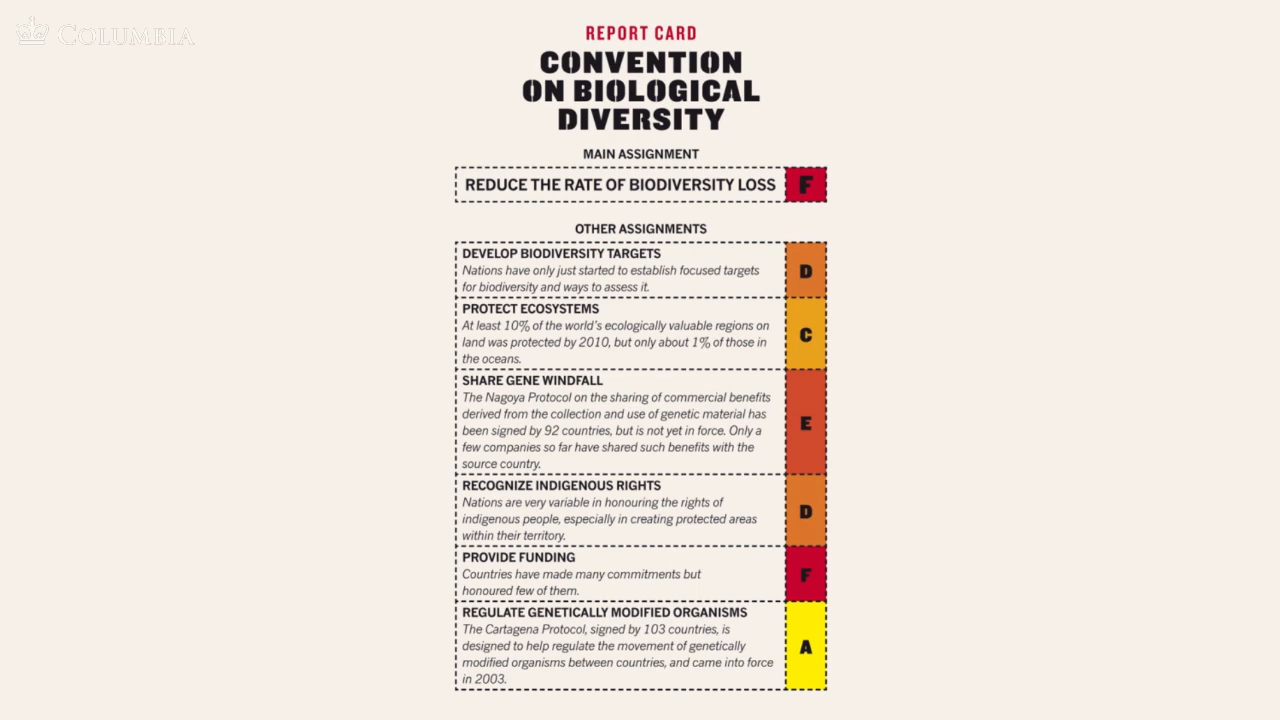 COLUMBIA
REPORT CARD
CONVENTION
ON BIOLOGICAL
DIVERSITY
MAIN ASSIGNMENT
REDUCE THE RATE OF BIODIVERSITY LOSS F
OTHER ASSIGNMENTS
DEVELOP BIODIVERSITY TARGETS
Nations have only just started to establish focused targets
for biodiversity and ways to assess it.
D
PROTECT ECOSYSTEMS
At least 10% of the world's ecologically valuable regions on
land was protected by 2010, but only about 1% of those in
the oceans.
C
SHARE GENE WINDFALL
The Nagoya Protocol on the sharing of commercial benefits
derived from the collection and use of genetic material has
been signed by 92 countries, but is not yet in force. Only a
few companies so far have shared such benefits with the
source country.
E
RECOGNIZE INDIGENOUS RIGHTS
Nations are very variable in honouring the rights of
indigenous people, especially in creating protected areas
within their territory.
D
PROVIDE FUNDING
Countries have made many commitments but
honoured few of them.
F
REGULATE GENETICALLY MODIFIED ORGANISMS
The Cartagena Protocol, signed by 103 countries, is
designed to help regulate the movement of genetically
modified organisms between countries, and came into force
in 2003.
A